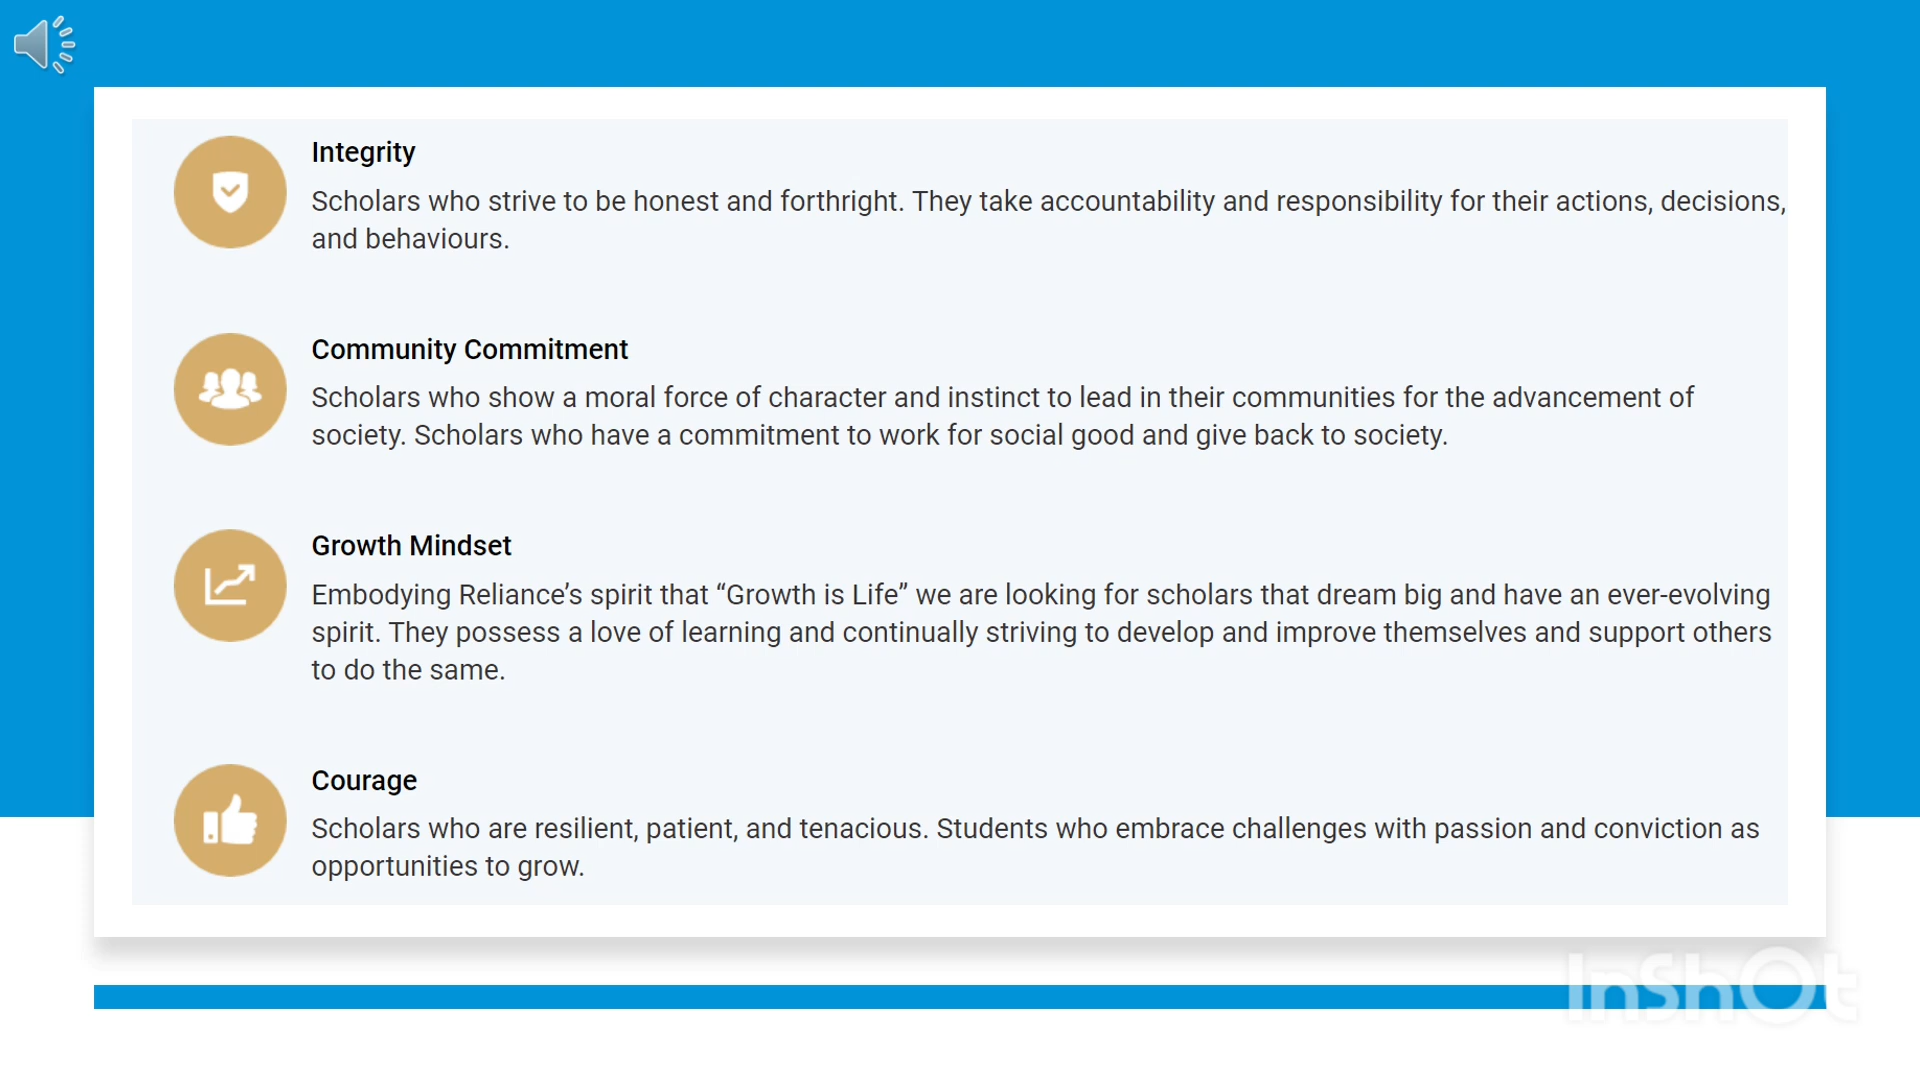 Integrity
Scholars who strive to be honest and forthright. They take accountability and responsibility for their actions, decisions,
and behaviours.
Community Commitment
Scholars who show a moral force of character and instinct to lead in their communities for the advancement of
society. Scholars who have a commitment to work for social good and give back to society.
Growth Mindset
Embodying Reliance’s spirit that “Growth is Life” we are looking for scholars that dream big and have an ever-evolving
spirit. They possess a love of learning and continually striving to develop and improve themselves and support others
to do the same.
Courage
Scholars who are resilient, patient, and tenacious. Students who embrace challenges with passion and conviction as
opportunities to grow.
InShOt